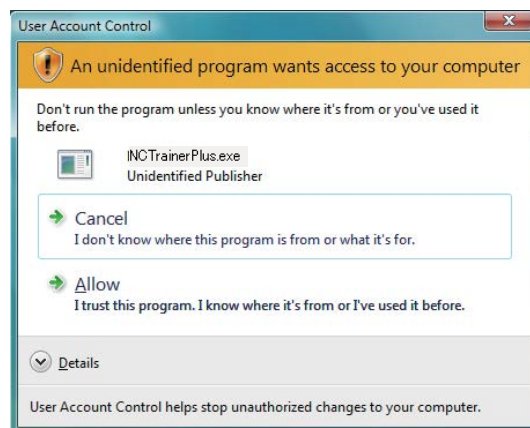 User Account Control
An unidentified program wants access to your computer
Don't run the program unless you know where it's from or you've used it
before.
INCTrainerPlus.exe
Unidentified Publisher
Cancel
I don't know where this program is from or what it's for.
Allow
I trust this program. I know where it's from or I've used it before.
Details
User Account Control helps stop unauthorized changes to your computer.